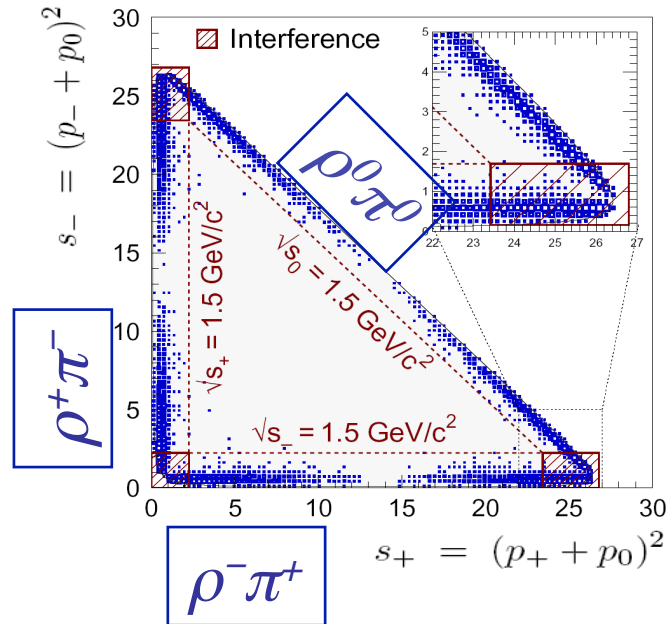 s₋ = (p₋ + p₀)²
30
25
20
15
10
5
0
Interference
5
4
3
2
1
0
22 23 24 25 26 27
ρ⁰π⁰
√s₊ = 1.5 GeV/c²
√s₀ = 1.5 GeV/c²
√s₋ = 1.5 GeV/c²
ρ⁺π⁻
0 5 10 15 20 25 30
s₊ = (p₊ + p₀)²
ρ⁻π⁺